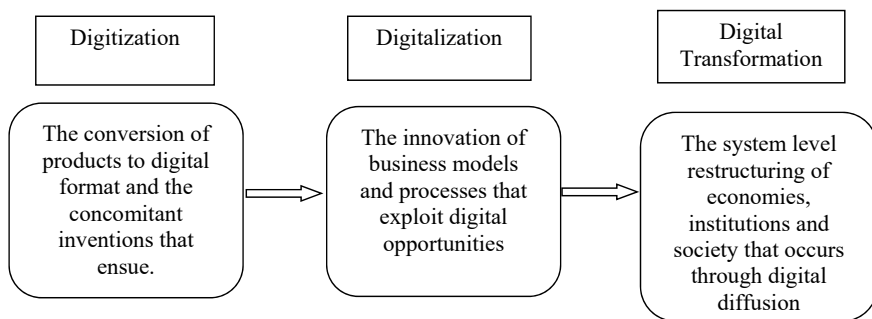 Digitization
Digitalization
Digital
Transformation
The conversion of
products to digital
format and the
concomitant
inventions that
ensue.
The innovation of
business models
and processes that
exploit digital
opportunities
The system level
restructuring of
economies,
institutions and
society that occurs
through digital
diffusion